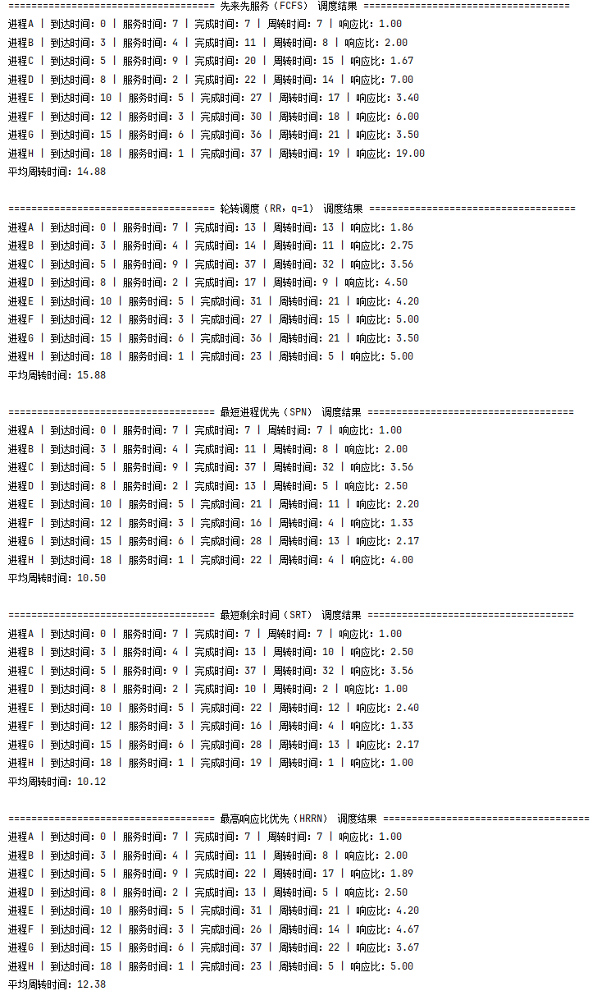 ==================================== 先来先服务（FCFS） 调度结果 ====================================
进程A | 到达时间：0 | 服务时间：7 | 完成时间：7 | 周转时间：7 | 响应比：1.00
进程B | 到达时间：3 | 服务时间：4 | 完成时间：11 | 周转时间：8 | 响应比：2.00
进程C | 到达时间：5 | 服务时间：9 | 完成时间：20 | 周转时间：15 | 响应比：1.67
进程D | 到达时间：8 | 服务时间：2 | 完成时间：22 | 周转时间：14 | 响应比：7.00
进程E | 到达时间：10 | 服务时间：5 | 完成时间：27 | 周转时间：17 | 响应比：3.40
进程F | 到达时间：12 | 服务时间：3 | 完成时间：30 | 周转时间：18 | 响应比：6.00
进程G | 到达时间：15 | 服务时间：6 | 完成时间：36 | 周转时间：21 | 响应比：3.50
进程H | 到达时间：18 | 服务时间：1 | 完成时间：37 | 周转时间：19 | 响应比：19.00
平均周转时间：14.88
==================================== 轮转调度（RR，q=1） 调度结果 ====================================
进程A | 到达时间：0 | 服务时间：7 | 完成时间：13 | 周转时间：13 | 响应比：1.86
进程B | 到达时间：3 | 服务时间：4 | 完成时间：14 | 周转时间：11 | 响应比：2.75
进程C | 到达时间：5 | 服务时间：9 | 完成时间：37 | 周转时间：32 | 响应比：3.56
进程D | 到达时间：8 | 服务时间：2 | 完成时间：17 | 周转时间：9 | 响应比：4.50
进程E | 到达时间：10 | 服务时间：5 | 完成时间：31 | 周转时间：21 | 响应比：4.20
进程F | 到达时间：12 | 服务时间：3 | 完成时间：27 | 周转时间：15 | 响应比：5.00
进程G | 到达时间：15 | 服务时间：6 | 完成时间：36 | 周转时间：21 | 响应比：3.50
进程H | 到达时间：18 | 服务时间：1 | 完成时间：23 | 周转时间：5 | 响应比：5.00
平均周转时间：15.88
==================================== 最短进程优先（SPN） 调度结果 ====================================
进程A | 到达时间：0 | 服务时间：7 | 完成时间：7 | 周转时间：7 | 响应比：1.00
进程B | 到达时间：3 | 服务时间：4 | 完成时间：11 | 周转时间：8 | 响应比：2.00
进程C | 到达时间：5 | 服务时间：9 | 完成时间：37 | 周转时间：32 | 响应比：3.56
进程D | 到达时间：8 | 服务时间：2 | 完成时间：13 | 周转时间：5 | 响应比：2.50
进程E | 到达时间：10 | 服务时间：5 | 完成时间：21 | 周转时间：11 | 响应比：2.20
进程F | 到达时间：12 | 服务时间：3 | 完成时间：16 | 周转时间：4 | 响应比：1.33
进程G | 到达时间：15 | 服务时间：6 | 完成时间：28 | 周转时间：13 | 响应比：2.17
进程H | 到达时间：18 | 服务时间：1 | 完成时间：22 | 周转时间：4 | 响应比：4.00
平均周转时间：10.50
==================================== 最短剩余时间（SRT） 调度结果 ====================================
进程A | 到达时间：0 | 服务时间：7 | 完成时间：7 | 周转时间：7 | 响应比：1.00
进程B | 到达时间：3 | 服务时间：4 | 完成时间：13 | 周转时间：10 | 响应比：2.50
进程C | 到达时间：5 | 服务时间：9 | 完成时间：37 | 周转时间：32 | 响应比：3.56
进程D | 到达时间：8 | 服务时间：2 | 完成时间：10 | 周转时间：2 | 响应比：1.00
进程E | 到达时间：10 | 服务时间：5 | 完成时间：22 | 周转时间：12 | 响应比：2.40
进程F | 到达时间：12 | 服务时间：3 | 完成时间：16 | 周转时间：4 | 响应比：1.33
进程G | 到达时间：15 | 服务时间：6 | 完成时间：28 | 周转时间：13 | 响应比：2.17
进程H | 到达时间：18 | 服务时间：1 | 完成时间：19 | 周转时间：1 | 响应比：1.00
平均周转时间：10.12
==================================== 最高响应比优先（HRRN） 调度结果 ====================================
进程A | 到达时间：0 | 服务时间：7 | 完成时间：7 | 周转时间：7 | 响应比：1.00
进程B | 到达时间：3 | 服务时间：4 | 完成时间：11 | 周转时间：8 | 响应比：2.00
进程C | 到达时间：5 | 服务时间：9 | 完成时间：22 | 周转时间：17 | 响应比：1.89
进程D | 到达时间：8 | 服务时间：2 | 完成时间：13 | 周转时间：5 | 响应比：2.50
进程E | 到达时间：10 | 服务时间：5 | 完成时间：31 | 周转时间：21 | 响应比：4.20
进程F | 到达时间：12 | 服务时间：3 | 完成时间：26 | 周转时间：14 | 响应比：4.67
进程G | 到达时间：15 | 服务时间：6 | 完成时间：37 | 周转时间：22 | 响应比：3.67
进程H | 到达时间：18 | 服务时间：1 | 完成时间：23 | 周转时间：5 | 响应比：5.00
平均周转时间：12.38